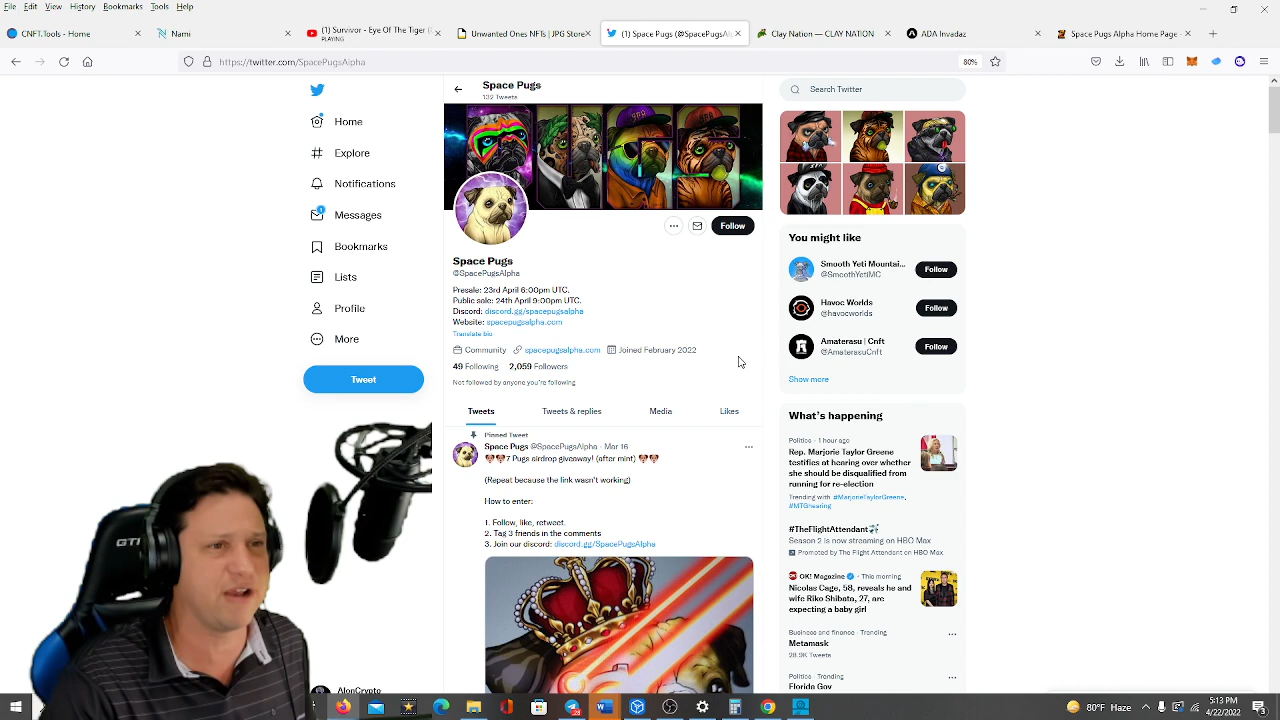 File Edit View History Bookmarks Tools Help
CNFT.Tools - Home
Nami
(1) Survivor - Eye Of The Tiger (
PLAYING
Unwanted Ones NFTs | JPG Store
(1) Space Pugs (@SpacePugsAl
Clay Nation — CLAY NATION
ADA Invadaz
Space Pugs Alpha Home Page -
https://twitter.com/SpacePugsAlpha
80%
Home
Explore
Notifications
Messages
Bookmarks
Lists
Profile
More
Tweet
AlonCrypto
Space Pugs
132 Tweets
Follow
Space Pugs
@SpacePugsAlpha
Presale: 23rd April 6:00pm UTC.
Public sale: 24th April 6:00pm UTC.
Discord: discord.gg/spacepugsalpha
Website: spacepugsalpha.com
Translate bio
Community spacepugsalpha.com Joined February 2022
49 Following 2,059 Followers
Not followed by anyone you're following
Tweets Tweets & replies Media Likes
Pinned Tweet
Space Pugs @SpacePugsAlpha · Mar 16
7 Pugs airdrop giveaway! (after mint)
(Repeat because the link wasn't working)
How to enter:
1. Follow, like, retweet.
2. Tag 3 friends in the comments
3. Join our discord: discord.gg/SpacePugsAlpha
Search Twitter
You might like
Smooth Yeti Mountai...
@SmoothYetiMC
Follow
Havoc Worlds
@havocworlds
Follow
Amaterasu | Cnft
@AmaterasuCnft
Follow
Show more
What's happening
Politics · 1 hour ago
Rep. Marjorie Taylor Greene
testifies at hearing over whether
she should be disqualified from
running for re-election
Trending with #MarjorieTaylorGreene,
#MTGhearing
#TheFlightAttendant
Season 2 is now streaming on HBO Max
Promoted by The Flight Attendant on HBO Max
OK! Magazine · This morning
Nicolas Cage, 58, reveals he and
wife Riko Shibata, 27, are
expecting a baby girl
Business and finance · Trending
Metamask
28.9K Tweets
Politics · Trending
Florida Gov
80°F Haze
5:13 PM
4/22/2022